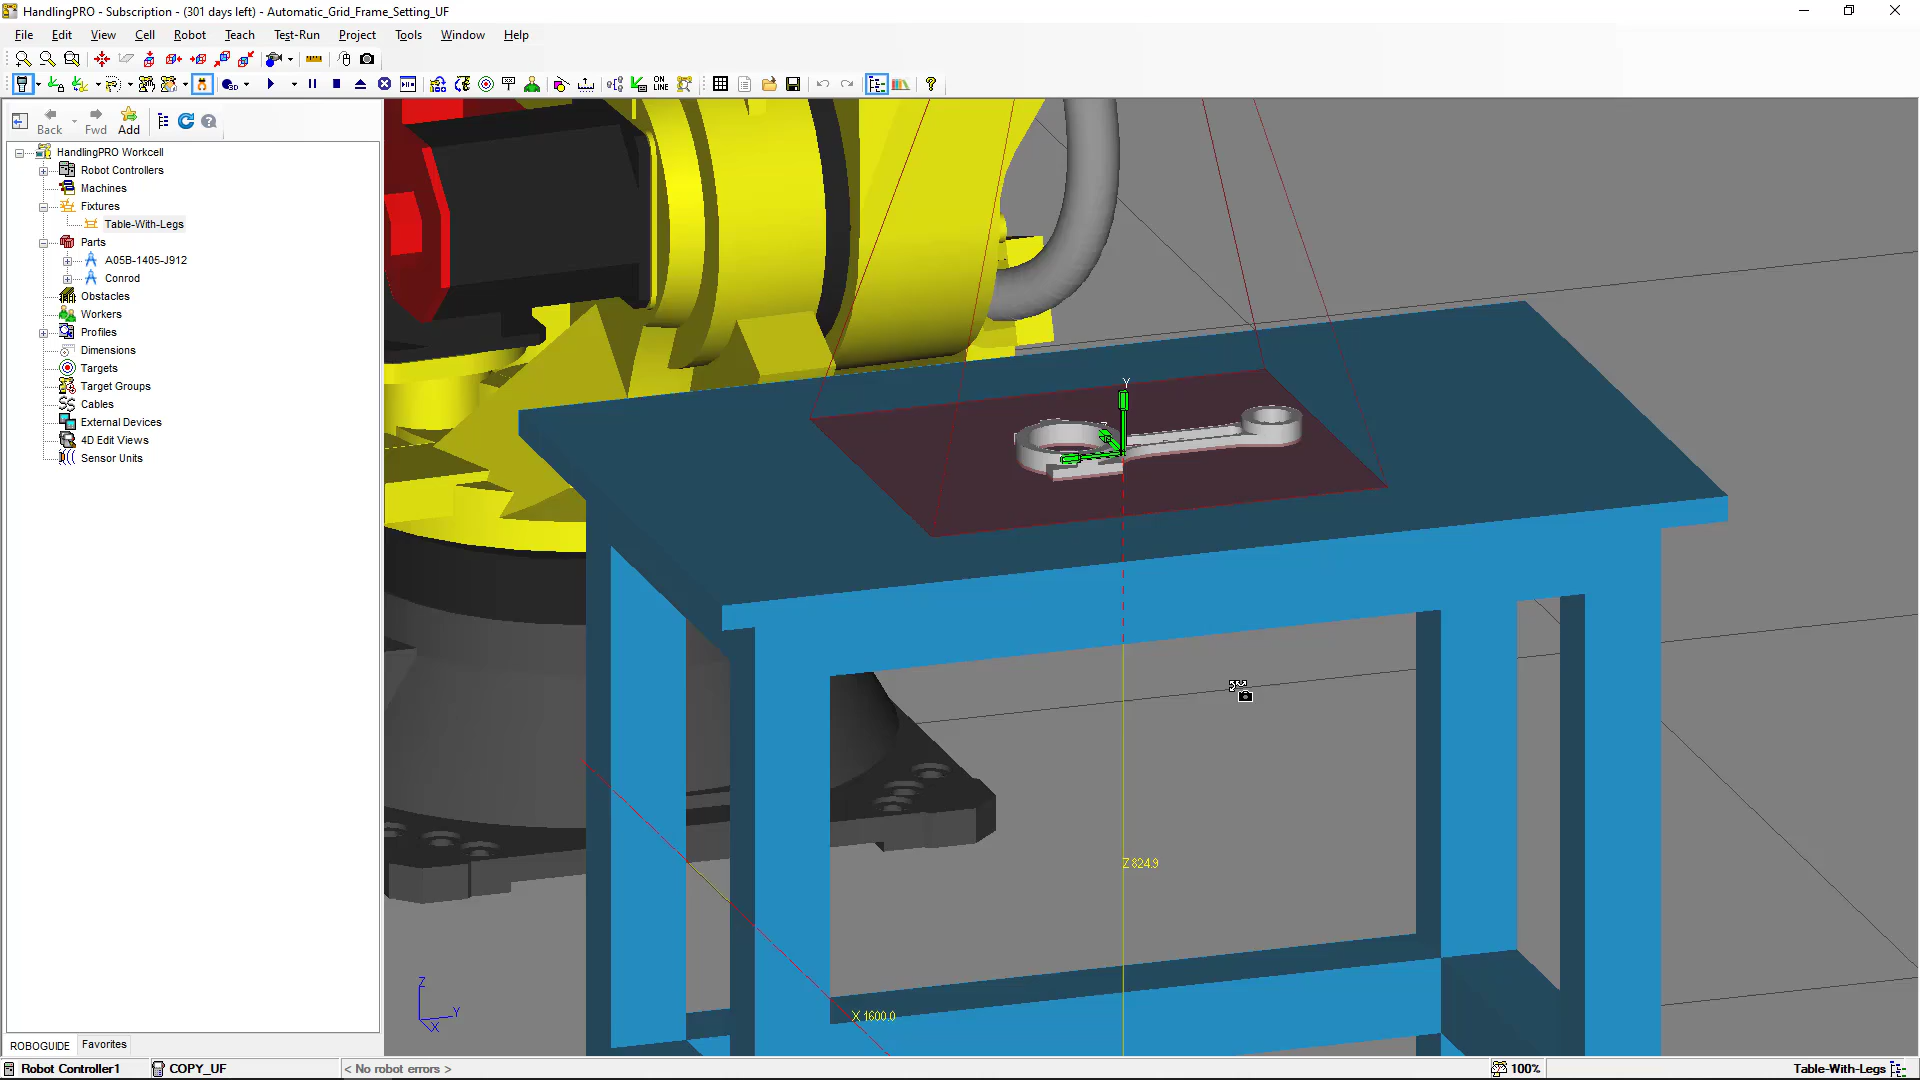 HandlingPRO - Subscription - (301 days left) - Automatic_Grid_Frame_Setting_UF
File Edit View Cell Robot Teach Test-Run Project Tools Window Help
3D
ON
LINE
Back Fwd Add
HandlingPRO Workcell
Robot Controllers
Machines
Fixtures
Table-With-Legs
Parts
A05B-1405-J912
Conrod
Obstacles
Workers
Profiles
Dimensions
Targets
Target Groups
Cables
External Devices
4D Edit Views
Sensor Units
Y
Z
Z 824.9
X 1600.0
Z
Y
X
ROBOGUIDE Favorites
Robot Controller1 COPY_UF < No robot errors > 100% Table-With-Legs